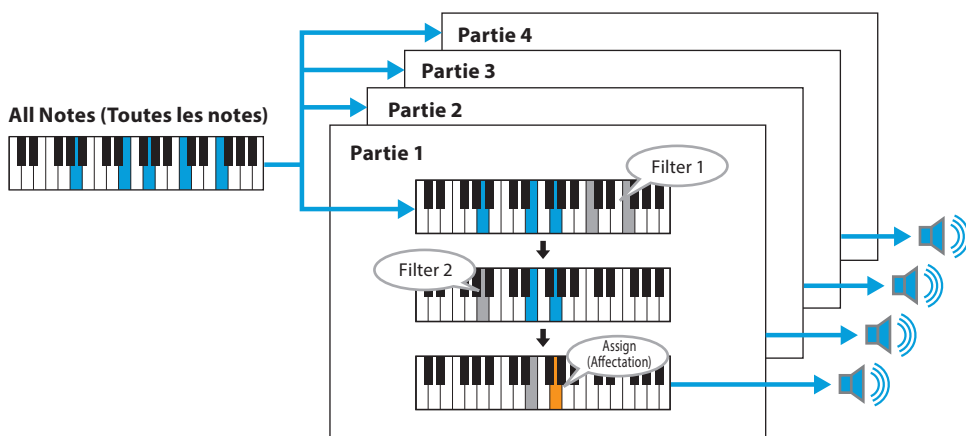 Partie 4
Partie 3
Partie 2
All Notes (Toutes les notes)
Partie 1
Filter 1
Filter 2
Assign
(Affectation)